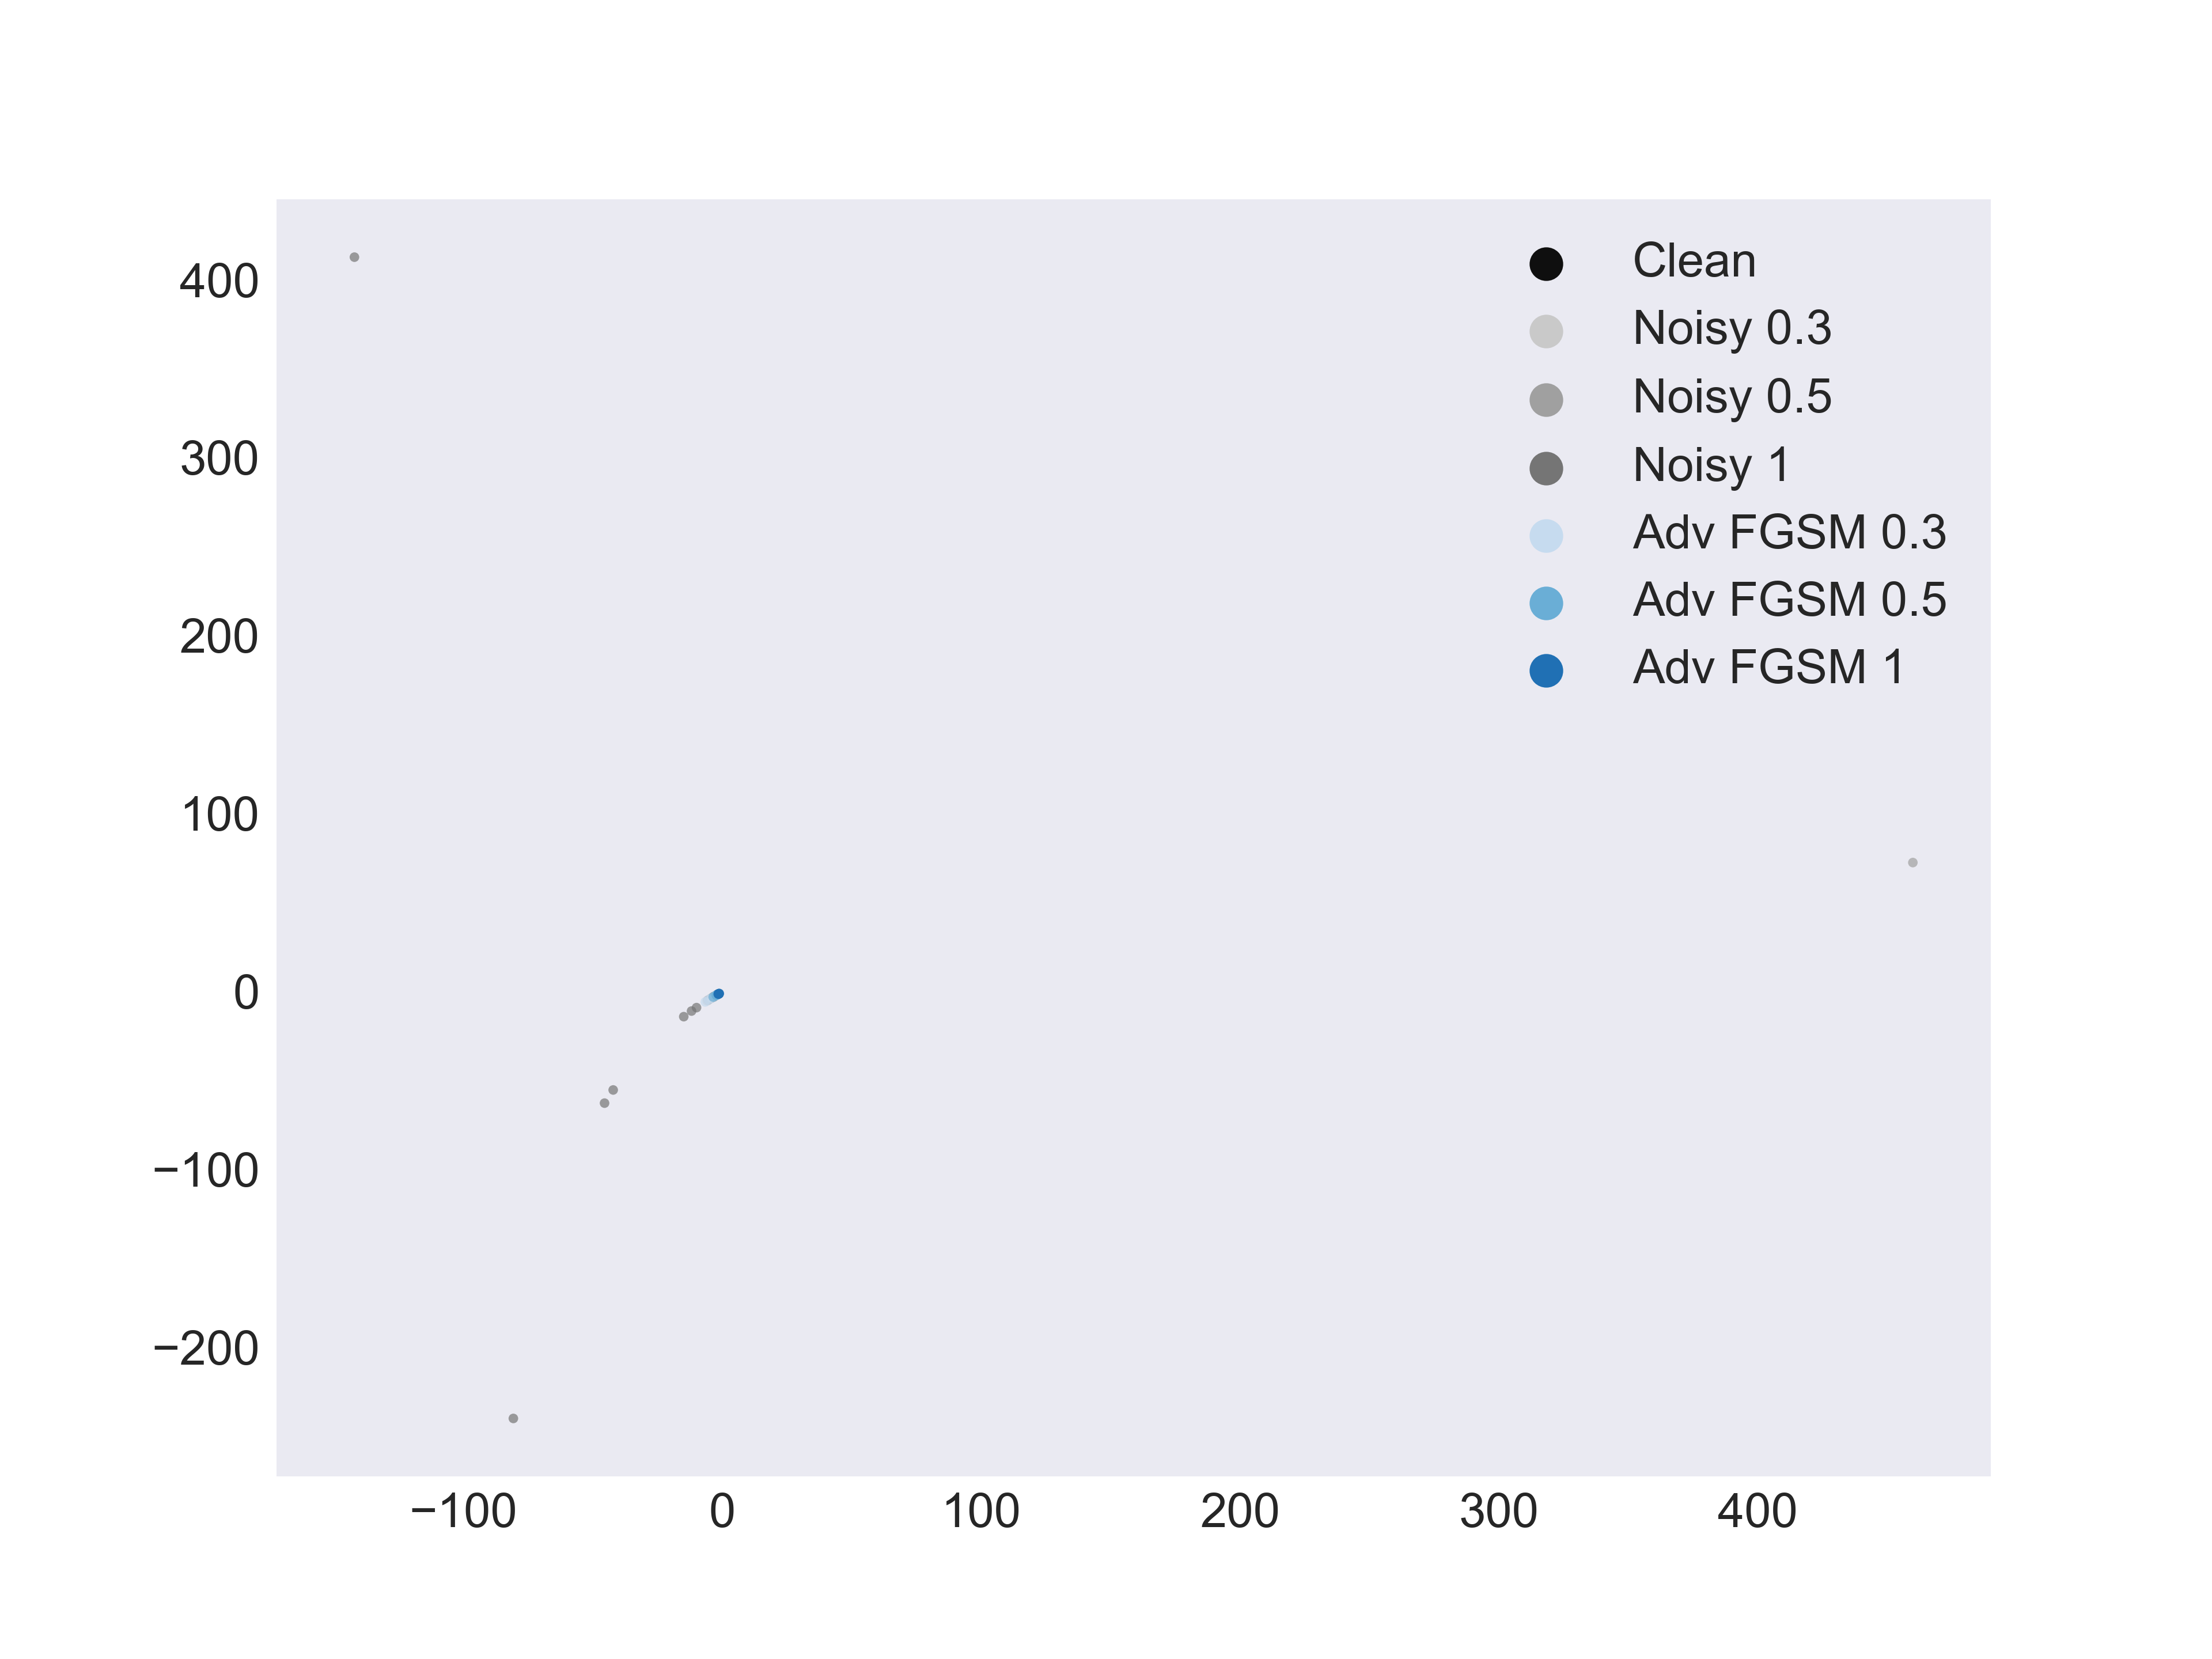 Clean
Noisy 0.3
Noisy 0.5
Noisy 1
Adv FGSM 0.3
Adv FGSM 0.5
Adv FGSM 1
400
300
200
100
0
−100
−200
−100 0 100 200 300 400